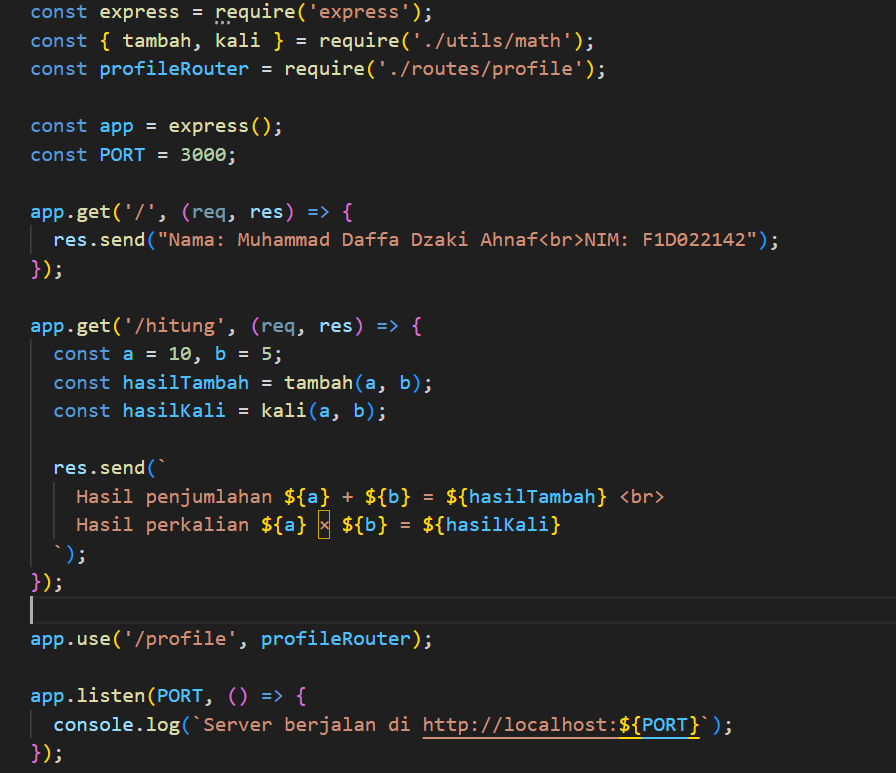 const express = require('express');
const { tambah, kali } = require('./utils/math');
const profileRouter = require('./routes/profile');
const app = express();
const PORT = 3000;
app.get('/', (req, res) => {
res.send("Nama: Muhammad Daffa Dzaki Ahnaf<br>NIM: F1D022142");
});
app.get('/hitung', (req, res) => {
const a = 10, b = 5;
const hasilTambah = tambah(a, b);
const hasilKali = kali(a, b);
res.send(`
Hasil penjumlahan ${a} + ${b} = ${hasilTambah} <br>
Hasil perkalian ${a} × ${b} = ${hasilKali}
`);
});
app.use('/profile', profileRouter);
app.listen(PORT, () => {
console.log(`Server berjalan di http://localhost:${PORT}`);
});